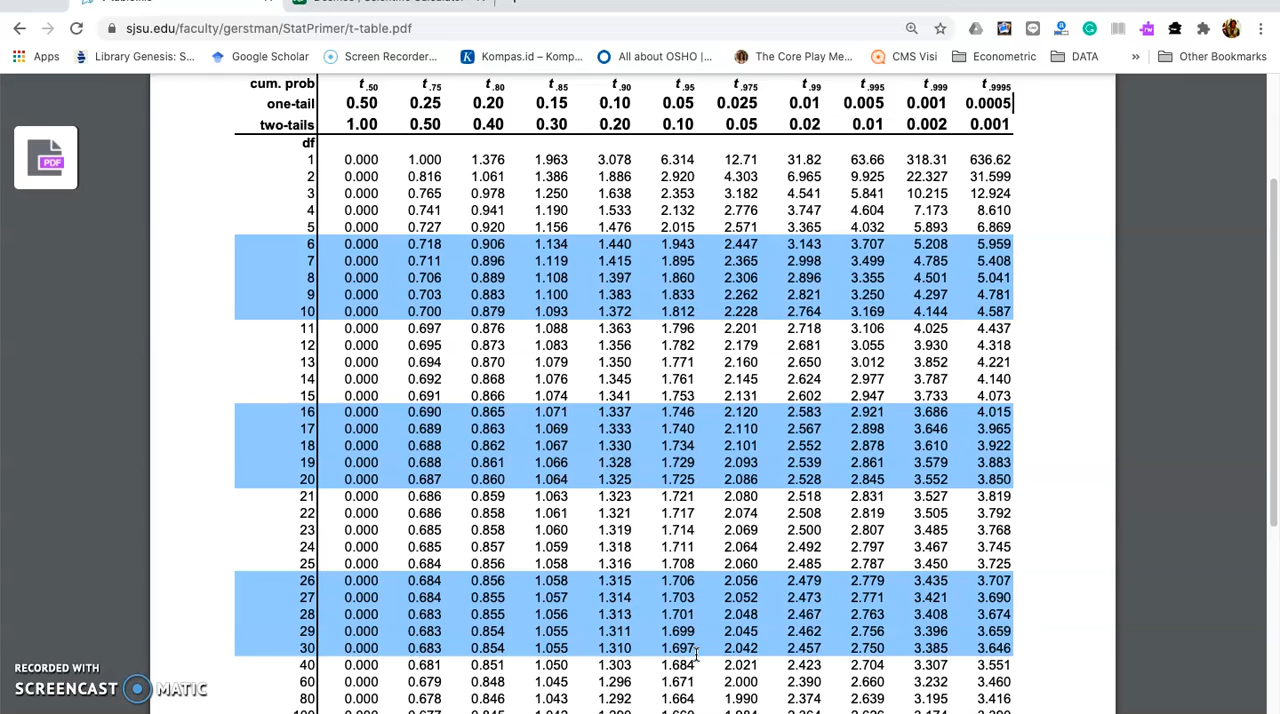 sjsu.edu/faculty/gerstman/StatPrimer/t-table.pdf
Apps Library Genesis: S... Google Scholar Screen Recorder... Kompas.id – Komp... All about OSHO | ... The Core Play Me... CMS Visi Econometric DATA » Other Bookmarks
PDF
cum. prob t .50 t .75 t .80 t .85 t .90 t .95 t .975 t .99 t .995 t .999 t .9995
one-tail 0.50 0.25 0.20 0.15 0.10 0.05 0.025 0.01 0.005 0.001 0.0005
two-tails 1.00 0.50 0.40 0.30 0.20 0.10 0.05 0.02 0.01 0.002 0.001
df
1 0.000 1.000 1.376 1.963 3.078 6.314 12.71 31.82 63.66 318.31 636.62
2 0.000 0.816 1.061 1.386 1.886 2.920 4.303 6.965 9.925 22.327 31.599
3 0.000 0.765 0.978 1.250 1.638 2.353 3.182 4.541 5.841 10.215 12.924
4 0.000 0.741 0.941 1.190 1.533 2.132 2.776 3.747 4.604 7.173 8.610
5 0.000 0.727 0.920 1.156 1.476 2.015 2.571 3.365 4.032 5.893 6.869
6 0.000 0.718 0.906 1.134 1.440 1.943 2.447 3.143 3.707 5.208 5.959
7 0.000 0.711 0.896 1.119 1.415 1.895 2.365 2.998 3.499 4.785 5.408
8 0.000 0.706 0.889 1.108 1.397 1.860 2.306 2.896 3.355 4.501 5.041
9 0.000 0.703 0.883 1.100 1.383 1.833 2.262 2.821 3.250 4.297 4.781
10 0.000 0.700 0.879 1.093 1.372 1.812 2.228 2.764 3.169 4.144 4.587
11 0.000 0.697 0.876 1.088 1.363 1.796 2.201 2.718 3.106 4.025 4.437
12 0.000 0.695 0.873 1.083 1.356 1.782 2.179 2.681 3.055 3.930 4.318
13 0.000 0.694 0.870 1.079 1.350 1.771 2.160 2.650 3.012 3.852 4.221
14 0.000 0.692 0.868 1.076 1.345 1.761 2.145 2.624 2.977 3.787 4.140
15 0.000 0.691 0.866 1.074 1.341 1.753 2.131 2.602 2.947 3.733 4.073
16 0.000 0.690 0.865 1.071 1.337 1.746 2.120 2.583 2.921 3.686 4.015
17 0.000 0.689 0.863 1.069 1.333 1.740 2.110 2.567 2.898 3.646 3.965
18 0.000 0.688 0.862 1.067 1.330 1.734 2.101 2.552 2.878 3.610 3.922
19 0.000 0.688 0.861 1.066 1.328 1.729 2.093 2.539 2.861 3.579 3.883
20 0.000 0.687 0.860 1.064 1.325 1.725 2.086 2.528 2.845 3.552 3.850
21 0.000 0.686 0.859 1.063 1.323 1.721 2.080 2.518 2.831 3.527 3.819
22 0.000 0.686 0.858 1.061 1.321 1.717 2.074 2.508 2.819 3.505 3.792
23 0.000 0.685 0.858 1.060 1.319 1.714 2.069 2.500 2.807 3.485 3.768
24 0.000 0.685 0.857 1.059 1.318 1.711 2.064 2.492 2.797 3.467 3.745
25 0.000 0.684 0.856 1.058 1.316 1.708 2.060 2.485 2.787 3.450 3.725
26 0.000 0.684 0.856 1.058 1.315 1.706 2.056 2.479 2.779 3.435 3.707
27 0.000 0.684 0.855 1.057 1.314 1.703 2.052 2.473 2.771 3.421 3.690
28 0.000 0.683 0.855 1.056 1.313 1.701 2.048 2.467 2.763 3.408 3.674
29 0.000 0.683 0.854 1.055 1.311 1.699 2.045 2.462 2.756 3.396 3.659
30 0.000 0.683 0.854 1.055 1.310 1.697 2.042 2.457 2.750 3.385 3.646
40 0.000 0.681 0.851 1.050 1.303 1.684 2.021 2.423 2.704 3.307 3.551
60 0.000 0.679 0.848 1.045 1.296 1.671 2.000 2.390 2.660 3.232 3.460
80 0.000 0.678 0.846 1.043 1.292 1.664 1.990 2.374 2.639 3.195 3.416
RECORDED WITH
SCREENCAST MATIC